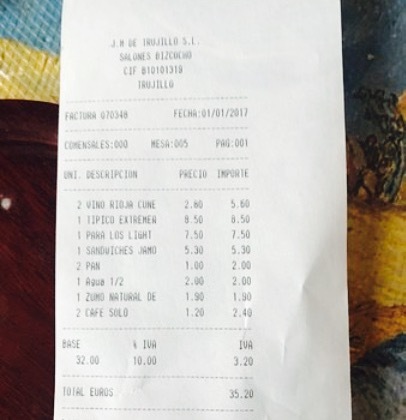 J.M DE TRUJILLO S.L.
SALONES BIZCOCHO
CIF B10101319
TRUJILLO
FACTURA 070348 FECHA:01/01/2017
COMENSALES:000 MESA:005 PAG:001
UNI. DESCRIPCION PRECIO IMPORTE
2 VINO RIOJA CUNE 2.80 5.60
1 TIPICO EXTREMEÑ 8.50 8.50
1 PARA LOS LIGHT 7.50 7.50
1 SANDWICHES JAMO 5.30 5.30
2 PAN 1.00 2.00
1 Agua 1/2 2.00 2.00
1 ZUMO NATURAL DE 1.90 1.90
2 CAFE SOLO 1.20 2.40
BASE % IVA IVA
32.00 10.00 3.20
TOTAL EUROS 35.20